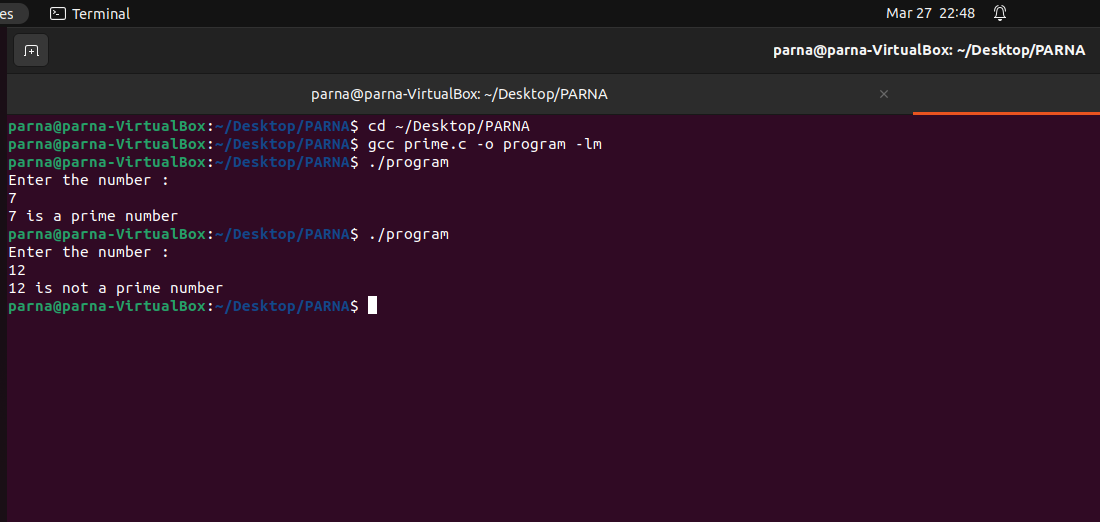 es Terminal Mar 27 22:48
parna@parna-VirtualBox: ~/Desktop/PARNA
parna@parna-VirtualBox: ~/Desktop/PARNA ×
parna@parna-VirtualBox:~/Desktop/PARNA$ cd ~/Desktop/PARNA
parna@parna-VirtualBox:~/Desktop/PARNA$ gcc prime.c -o program -lm
parna@parna-VirtualBox:~/Desktop/PARNA$ ./program
Enter the number :
7
7 is a prime number
parna@parna-VirtualBox:~/Desktop/PARNA$ ./program
Enter the number :
12
12 is not a prime number
parna@parna-VirtualBox:~/Desktop/PARNA$